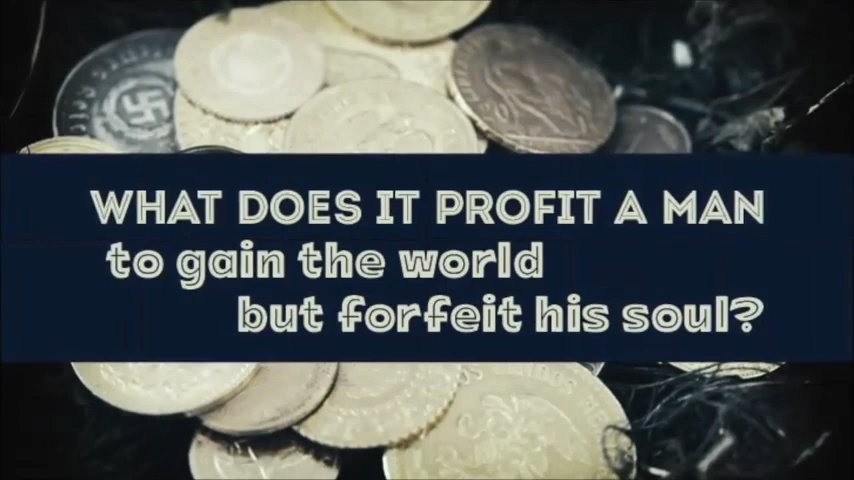 WHAT DOES IT PROFIT A MAN
to gain the world
but forfeit his soul?